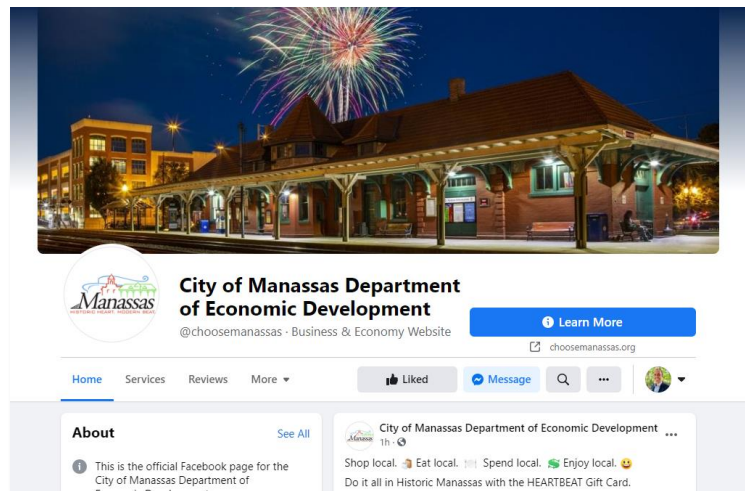 Manassas
HISTORIC HEART. MODERN BEAT.
City of Manassas Department
of Economic Development
@choosemanassas · Business & Economy Website
Learn More
choosemanassas.org
Home
Services
Reviews
More
Liked
Message
About
See All
This is the official Facebook page for the
City of Manassas Department of
Economic Development
Manassas
City of Manassas Department of Economic Development
1h ·
Shop local. 🛍️ Eat local. 🍽️ Spend local. 💲 Enjoy local. 😀
Do it all in Historic Manassas with the HEARTBEAT Gift Card.